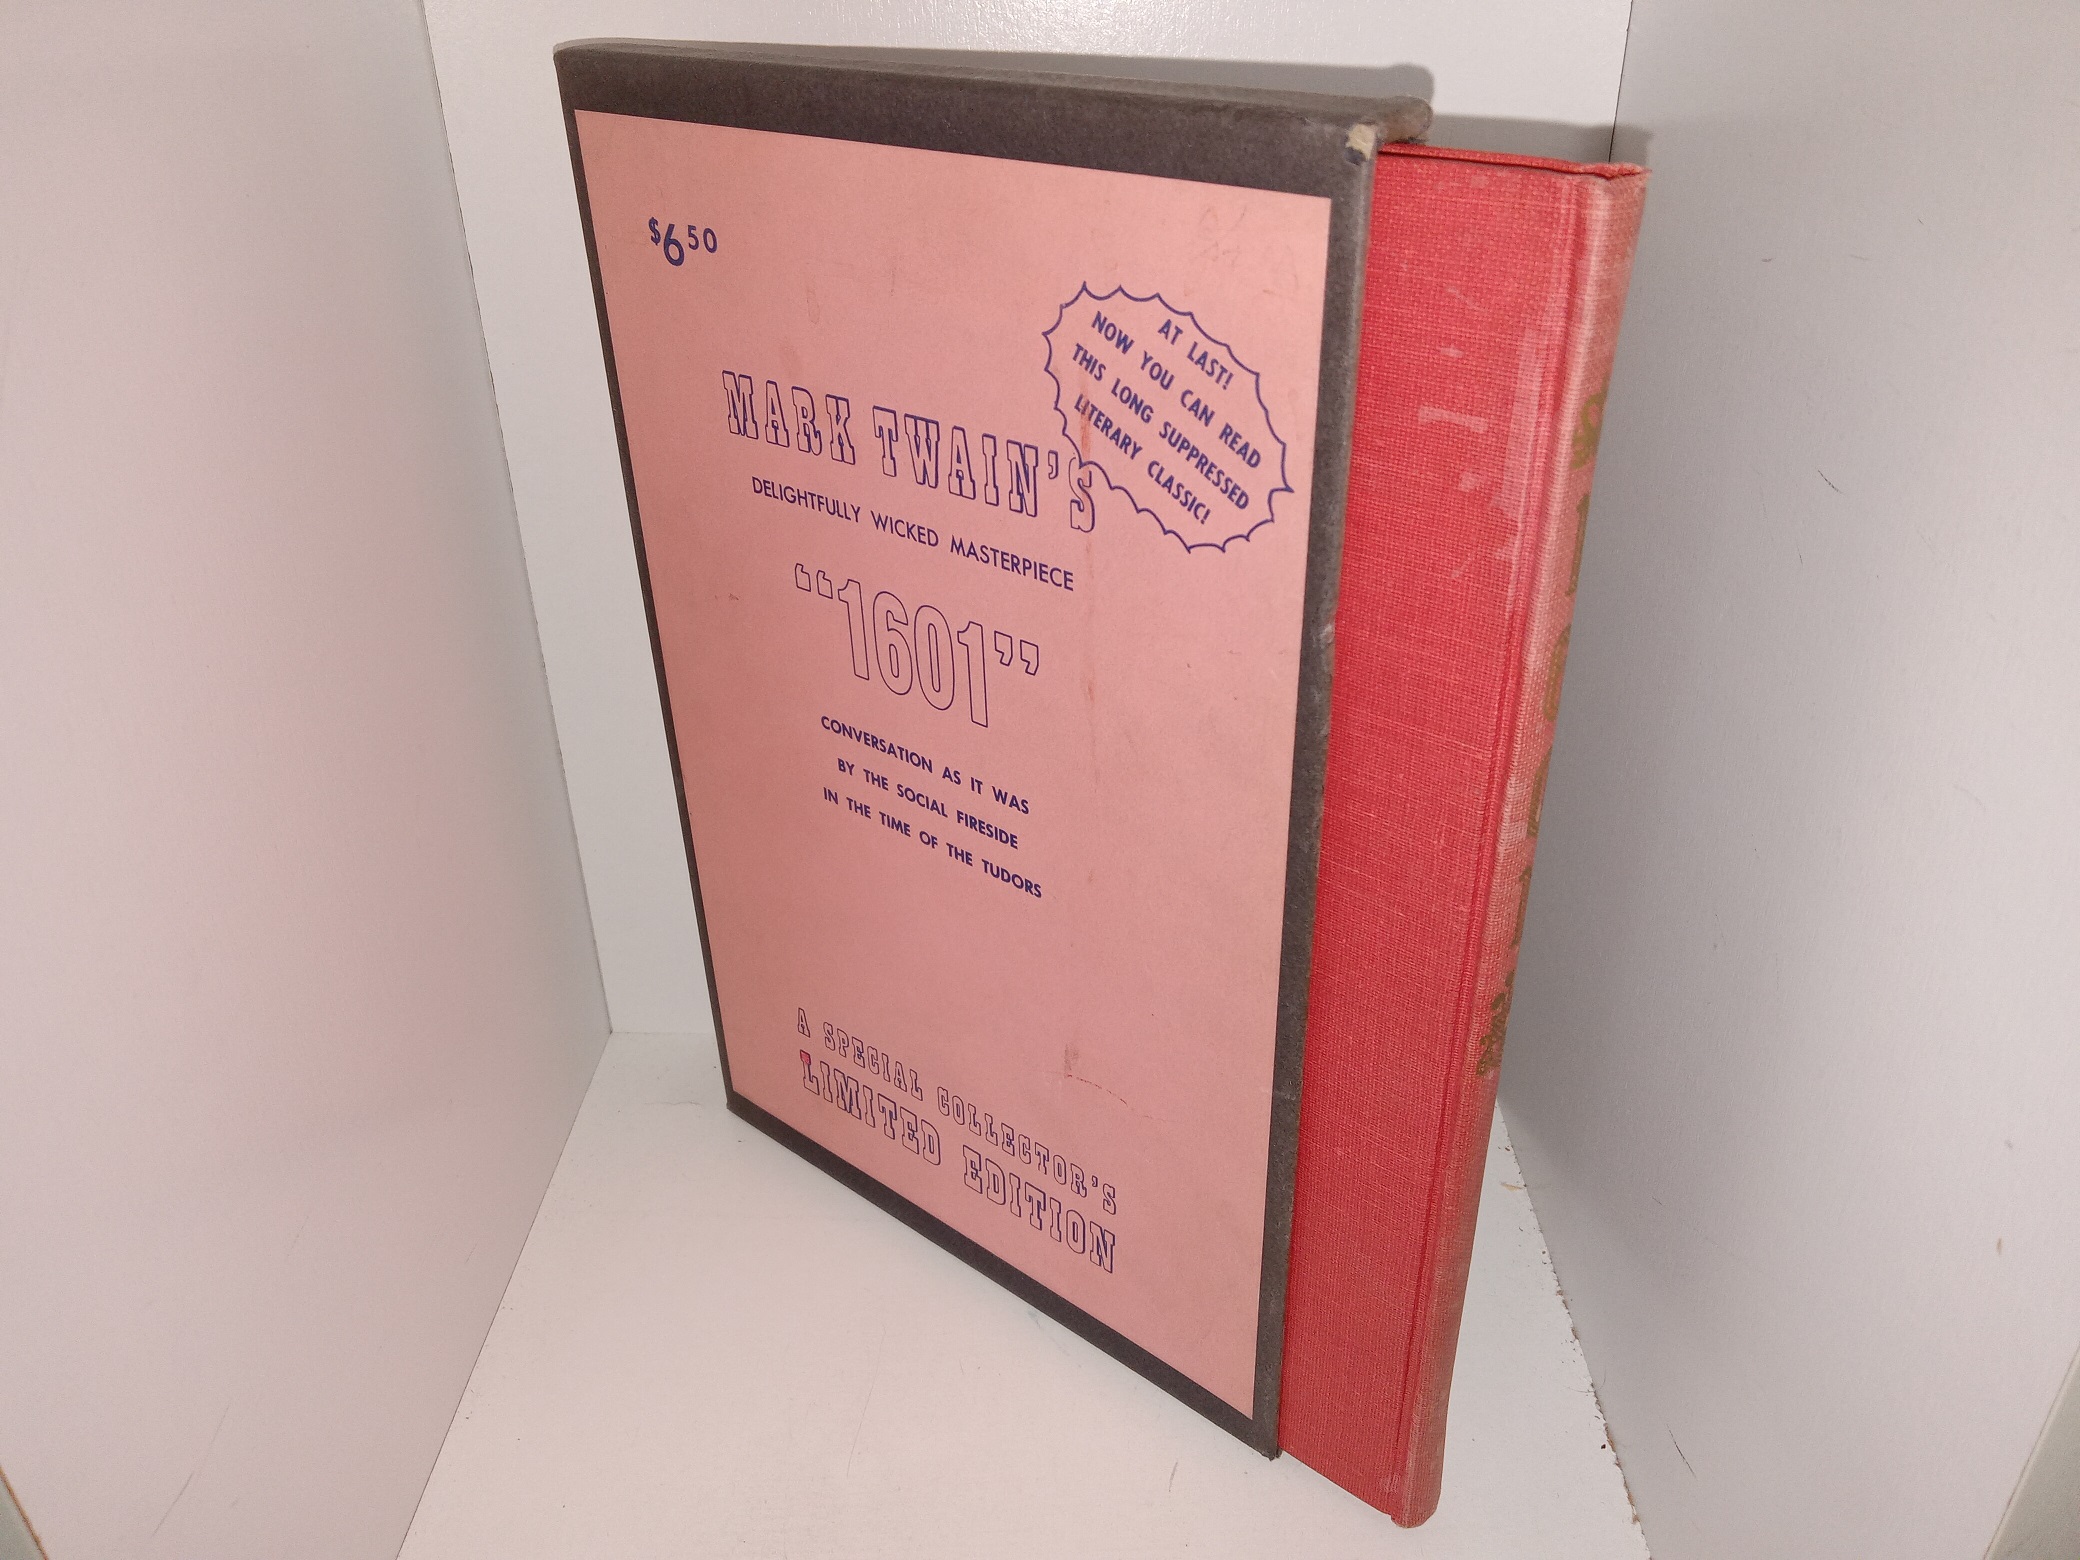 $6.50
AT LAST!
NOW YOU CAN READ
THIS LONG SUPPRESSED
LITERARY CLASSIC!
MARK TWAIN'S
DELIGHTFULLY WICKED MASTERPIECE
“1601”
CONVERSATION AS IT WAS
BY THE SOCIAL FIRESIDE
IN THE TIME OF THE TUDORS
A SPECIAL COLLECTOR'S
LIMITED EDITION
1601